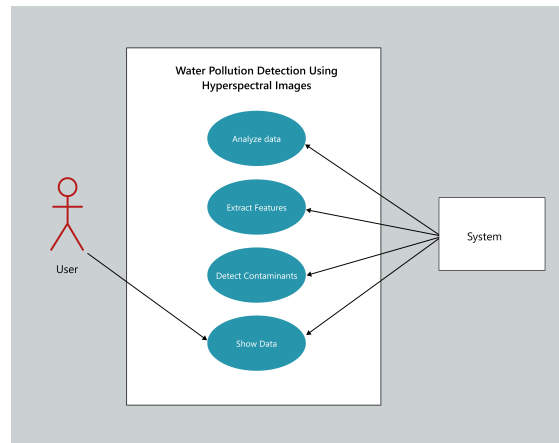 Water Pollution Detection Using
Hyperspectral Images
Analyze data
Extract Features
Detect Contaminants
Show Data
User
System